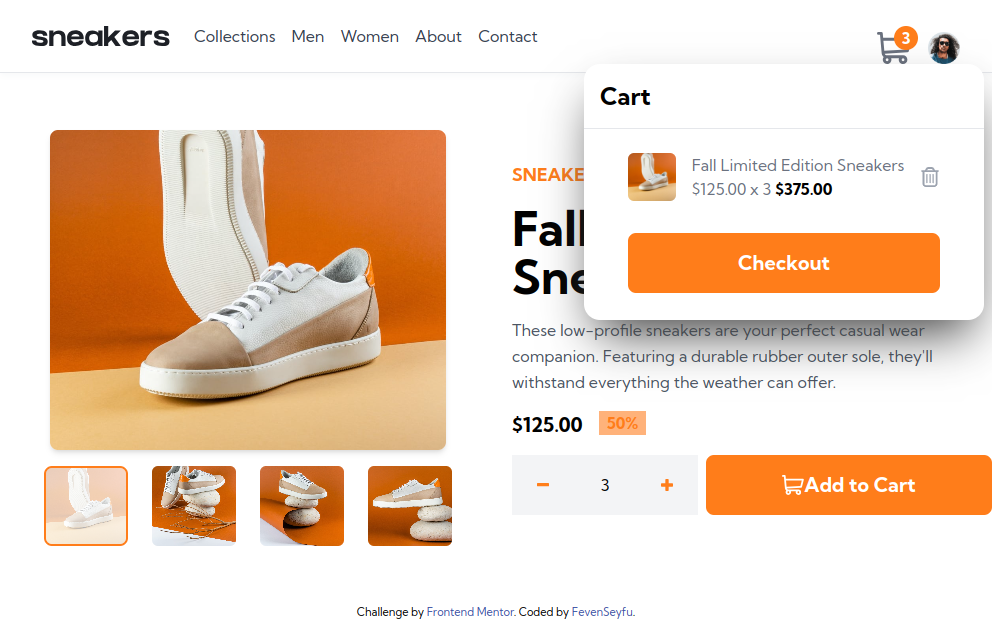 sneakers
Collections Men Women About Contact
3
Cart
Fall Limited Edition Sneakers
$125.00 x 3 $375.00
Checkout
SNEAKE
Fall
Sne
These low-profile sneakers are your perfect casual wear
companion. Featuring a durable rubber outer sole, they'll
withstand everything the weather can offer.
$125.00 50%
3
Add to Cart
Challenge by Frontend Mentor. Coded by FevenSeyfu.